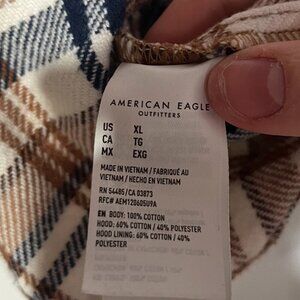 AMERICAN EAGLE
OUTFITTERS
US XL
CA TG
MX EXG
MADE IN VIETNAM / FABRIQUÉ AU
VIETNAM / HECHO EN VIETNAM
RN 54485/CA 03873
RFC# AEM120605U9A
EN BODY: 100% COTTON
HOOD: 60% COTTON / 40% POLYESTER
HOOD LINING: 60% COTTON / 40%
POLYESTER